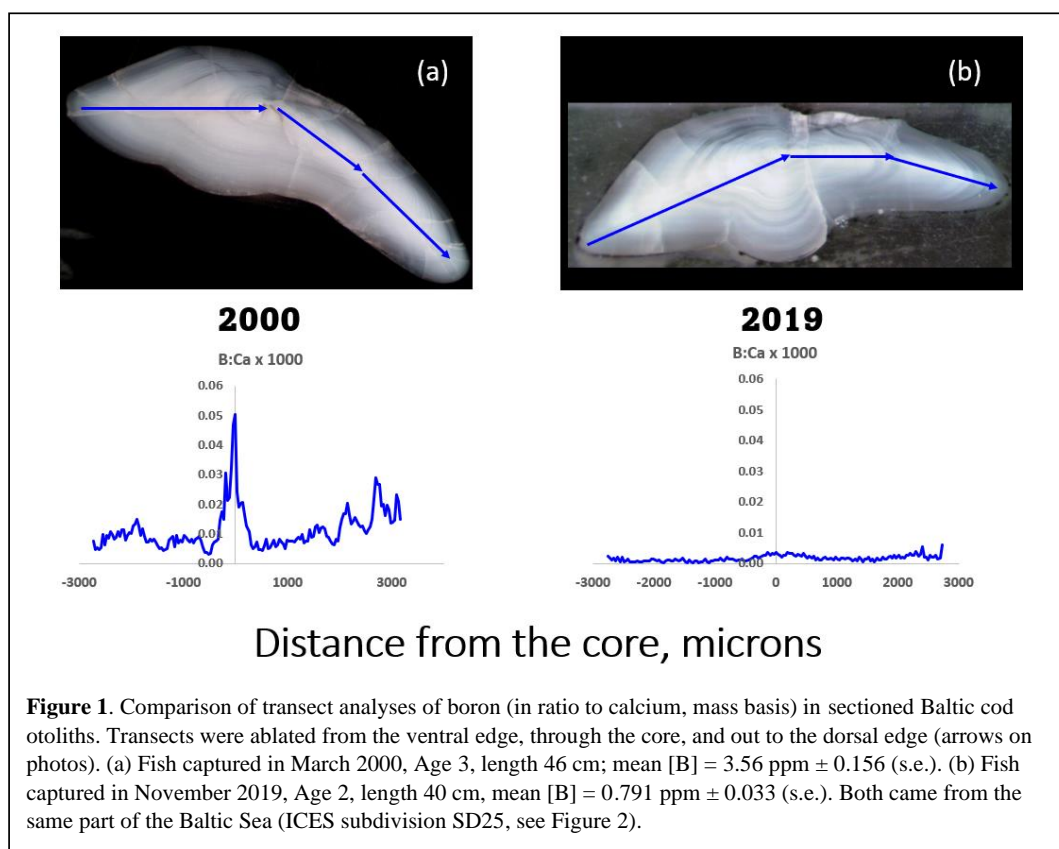 (a)
(b)
2000
B:Ca x 1000
0.06
0.05
0.04
0.03
0.02
0.01
0.00
-3000
-1000
1000
3000
2019
B:Ca x 1000
0.06
0.05
0.04
0.03
0.02
0.01
0.00
-3000
-2000
-1000
0
1000
2000
3000
Distance from the core, microns
Figure 1. Comparison of transect analyses of boron (in ratio to calcium, mass basis) in sectioned Baltic cod
otoliths. Transects were ablated from the ventral edge, through the core, and out to the dorsal edge (arrows on
photos). (a) Fish captured in March 2000, Age 3, length 46 cm; mean [B] = 3.56 ppm ± 0.156 (s.e.). (b) Fish
captured in November 2019, Age 2, length 40 cm, mean [B] = 0.791 ppm ± 0.033 (s.e.). Both came from the
same part of the Baltic Sea (ICES subdivision SD25, see Figure 2).